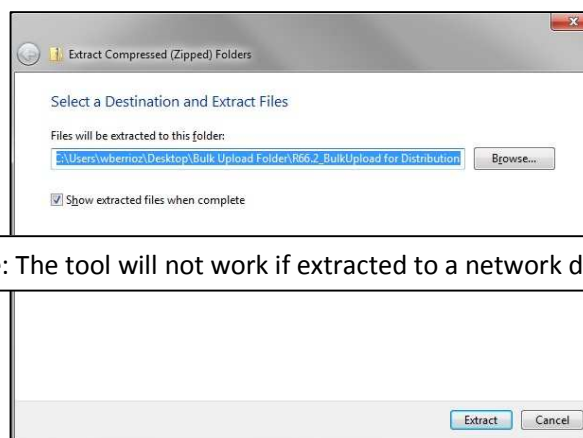 Extract Compressed (Zipped) Folders
Select a Destination and Extract Files
Files will be extracted to this folder:
C:\Users\wberrioz\Desktop\Bulk Upload Folder\R66.2_BulkUpload for Distribution
Browse...
Show extracted files when complete
: The tool will not work if extracted to a network
Extract
Cancel